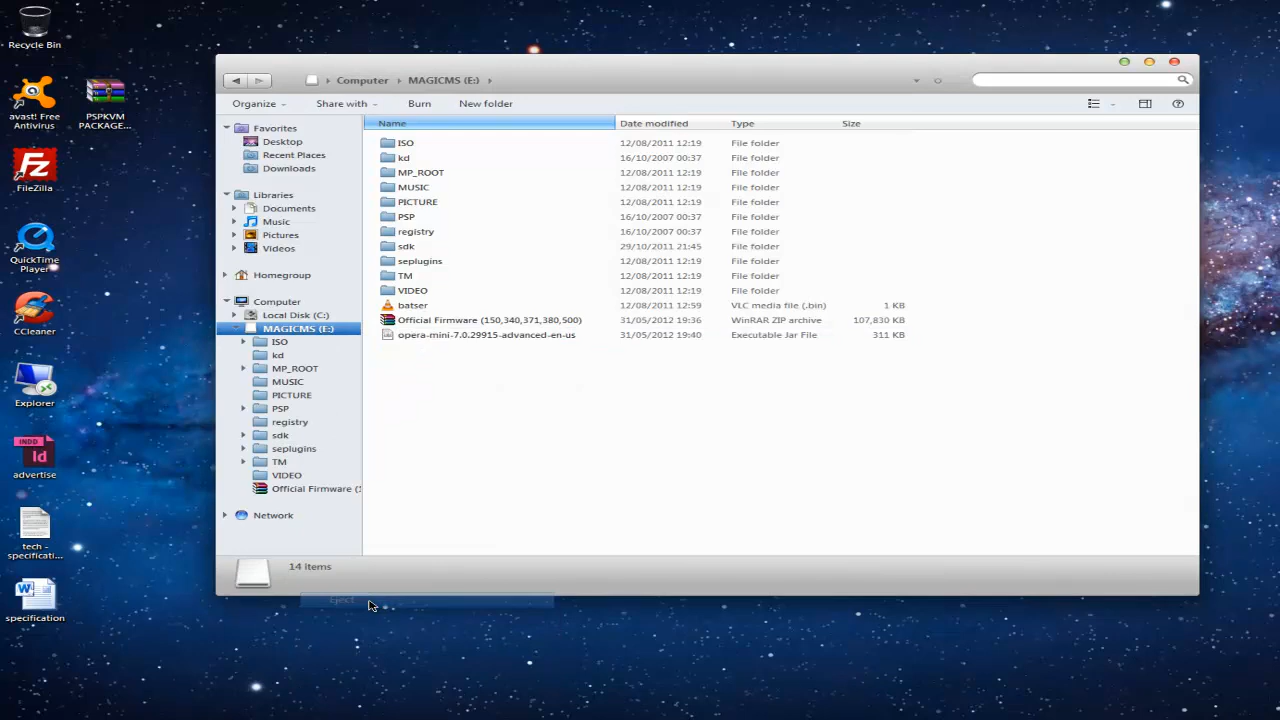 Recycle Bin
avast! Free
Antivirus
PSPKVM
PACKAGE...
FileZilla
QuickTime
Player
CCleaner
Explorer
INDD
Id
advertise
tech -
specificati...
specification
Computer
MAGICMS (E:)
Organize
Share with
Burn
New folder
Favorites
Desktop
Recent Places
Downloads
Libraries
Documents
Music
Pictures
Videos
Homegroup
Computer
Local Disk (C:)
MAGICMS (E:)
ISO
kd
MP_ROOT
MUSIC
PICTURE
PSP
registry
sdk
seplugins
TM
VIDEO
Official Firmware (1
Network
Name Date modified Type Size
ISO 12/08/2011 12:19 File folder
kd 16/10/2007 00:37 File folder
MP_ROOT 12/08/2011 12:19 File folder
MUSIC 12/08/2011 12:19 File folder
PICTURE 12/08/2011 12:19 File folder
PSP 16/10/2007 00:37 File folder
registry 16/10/2007 00:37 File folder
sdk 29/10/2011 21:45 File folder
seplugins 12/08/2011 12:19 File folder
TM 12/08/2011 12:19 File folder
VIDEO 12/08/2011 12:19 File folder
batser 12/08/2011 12:59 VLC media file (.bin) 1 KB
Official Firmware (150,340,371,380,500) 31/05/2012 19:36 WinRAR ZIP archive 107,830 KB
opera-mini-7.0.29915-advanced-en-us 31/05/2012 19:40 Executable Jar File 311 KB
14 items
Eject